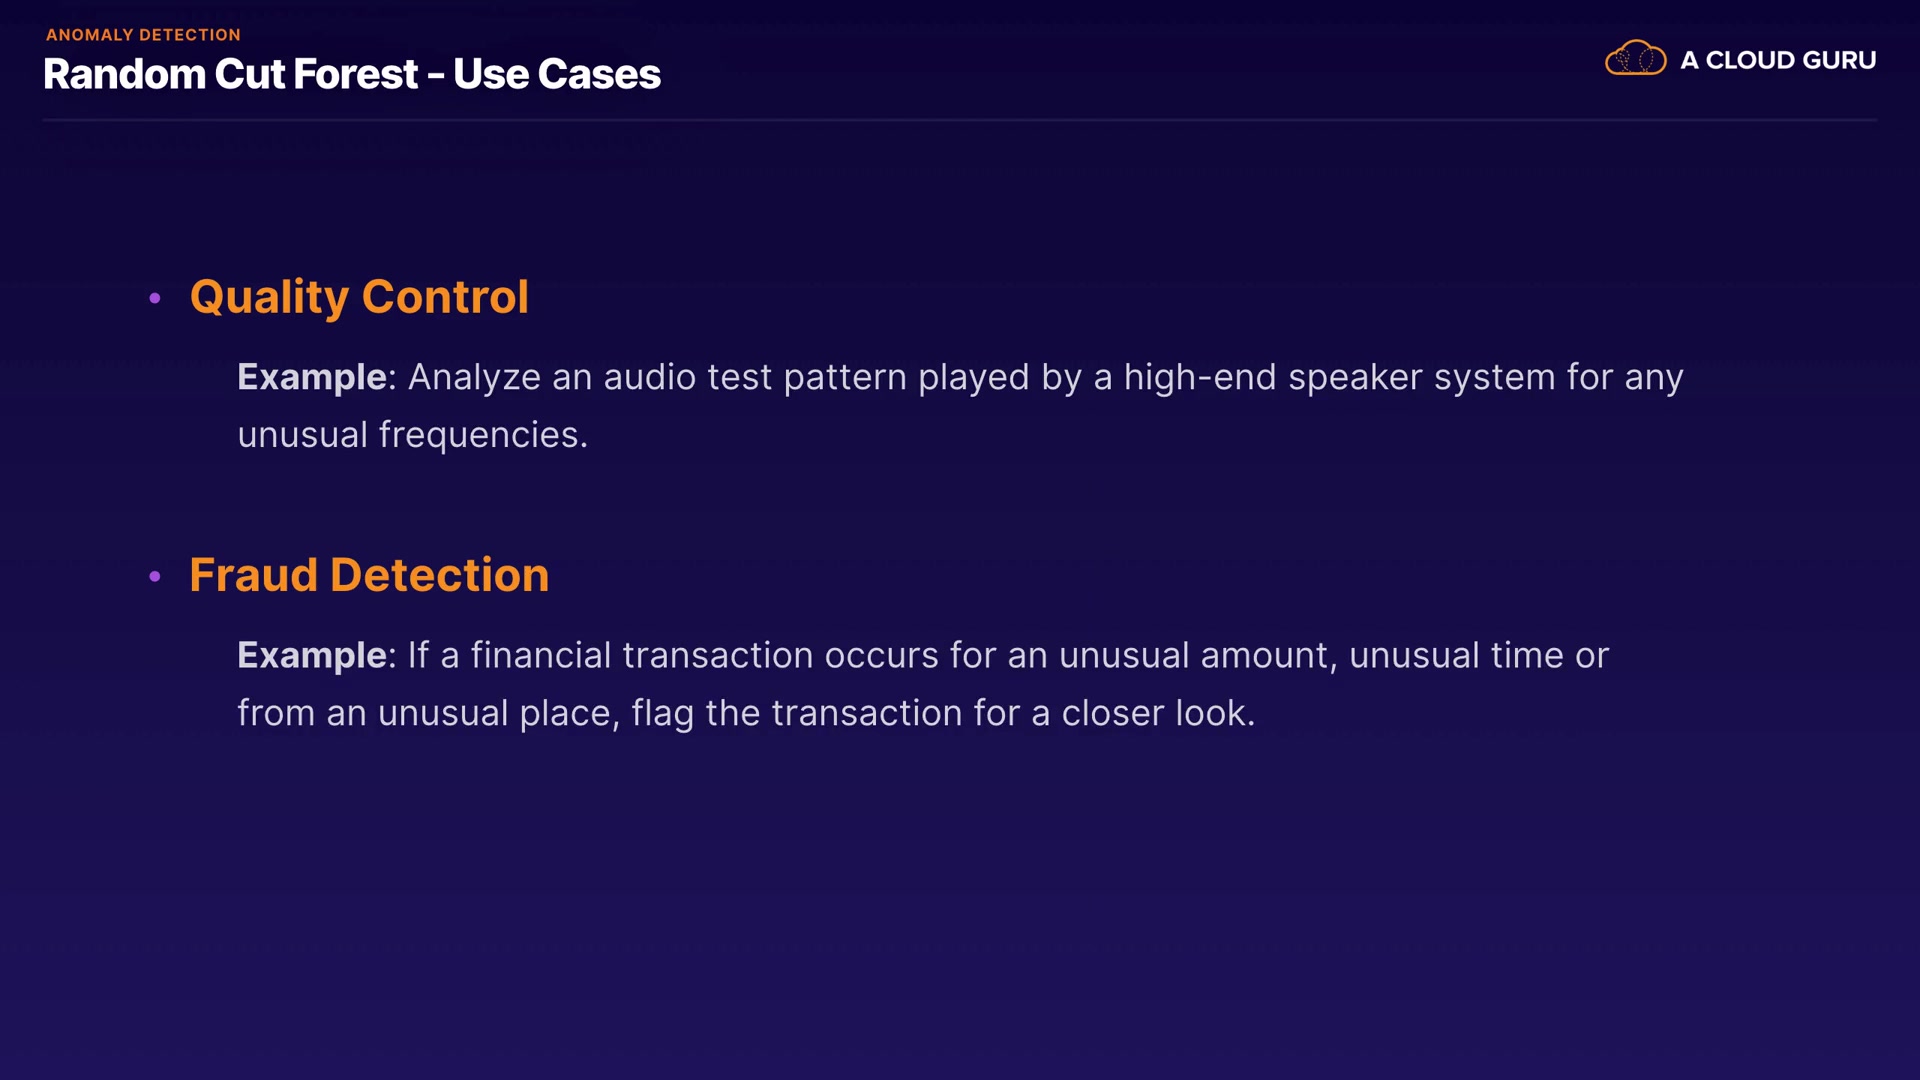 ANOMALY DETECTION
Random Cut Forest - Use Cases
A CLOUD GURU
• Quality Control
Example: Analyze an audio test pattern played by a high-end speaker system for any
unusual frequencies.
• Fraud Detection
Example: If a financial transaction occurs for an unusual amount, unusual time or
from an unusual place, flag the transaction for a closer look.